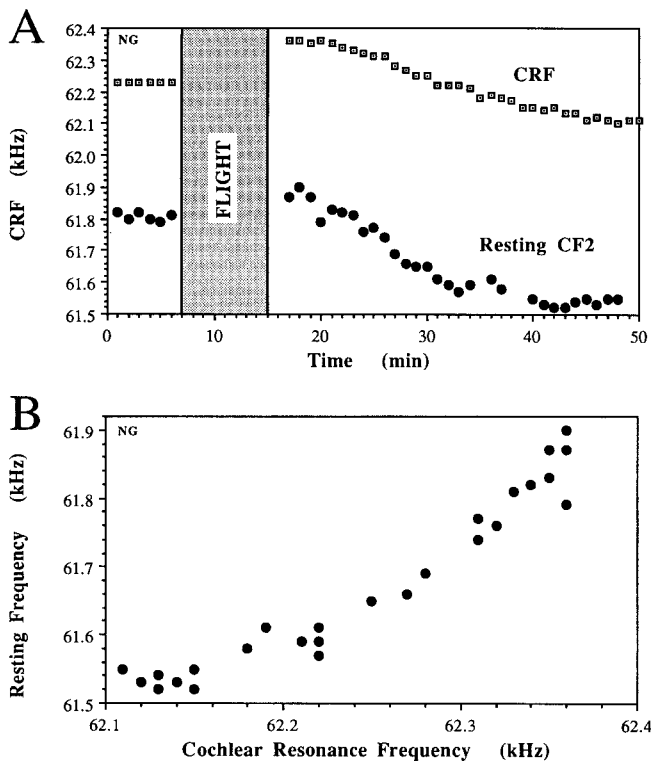 A
NG
62.4
62.3
62.2
62.1
62.0
61.9
61.8
61.7
61.6
61.5
CRF (kHz)
FLIGHT
CRF
Resting CF2
0 10 20 30 40 50
Time (min)
B
NG
61.9
61.8
61.7
61.6
61.5
Resting Frequency (kHz)
62.1 62.2 62.3 62.4
Cochlear Resonance Frequency (kHz)